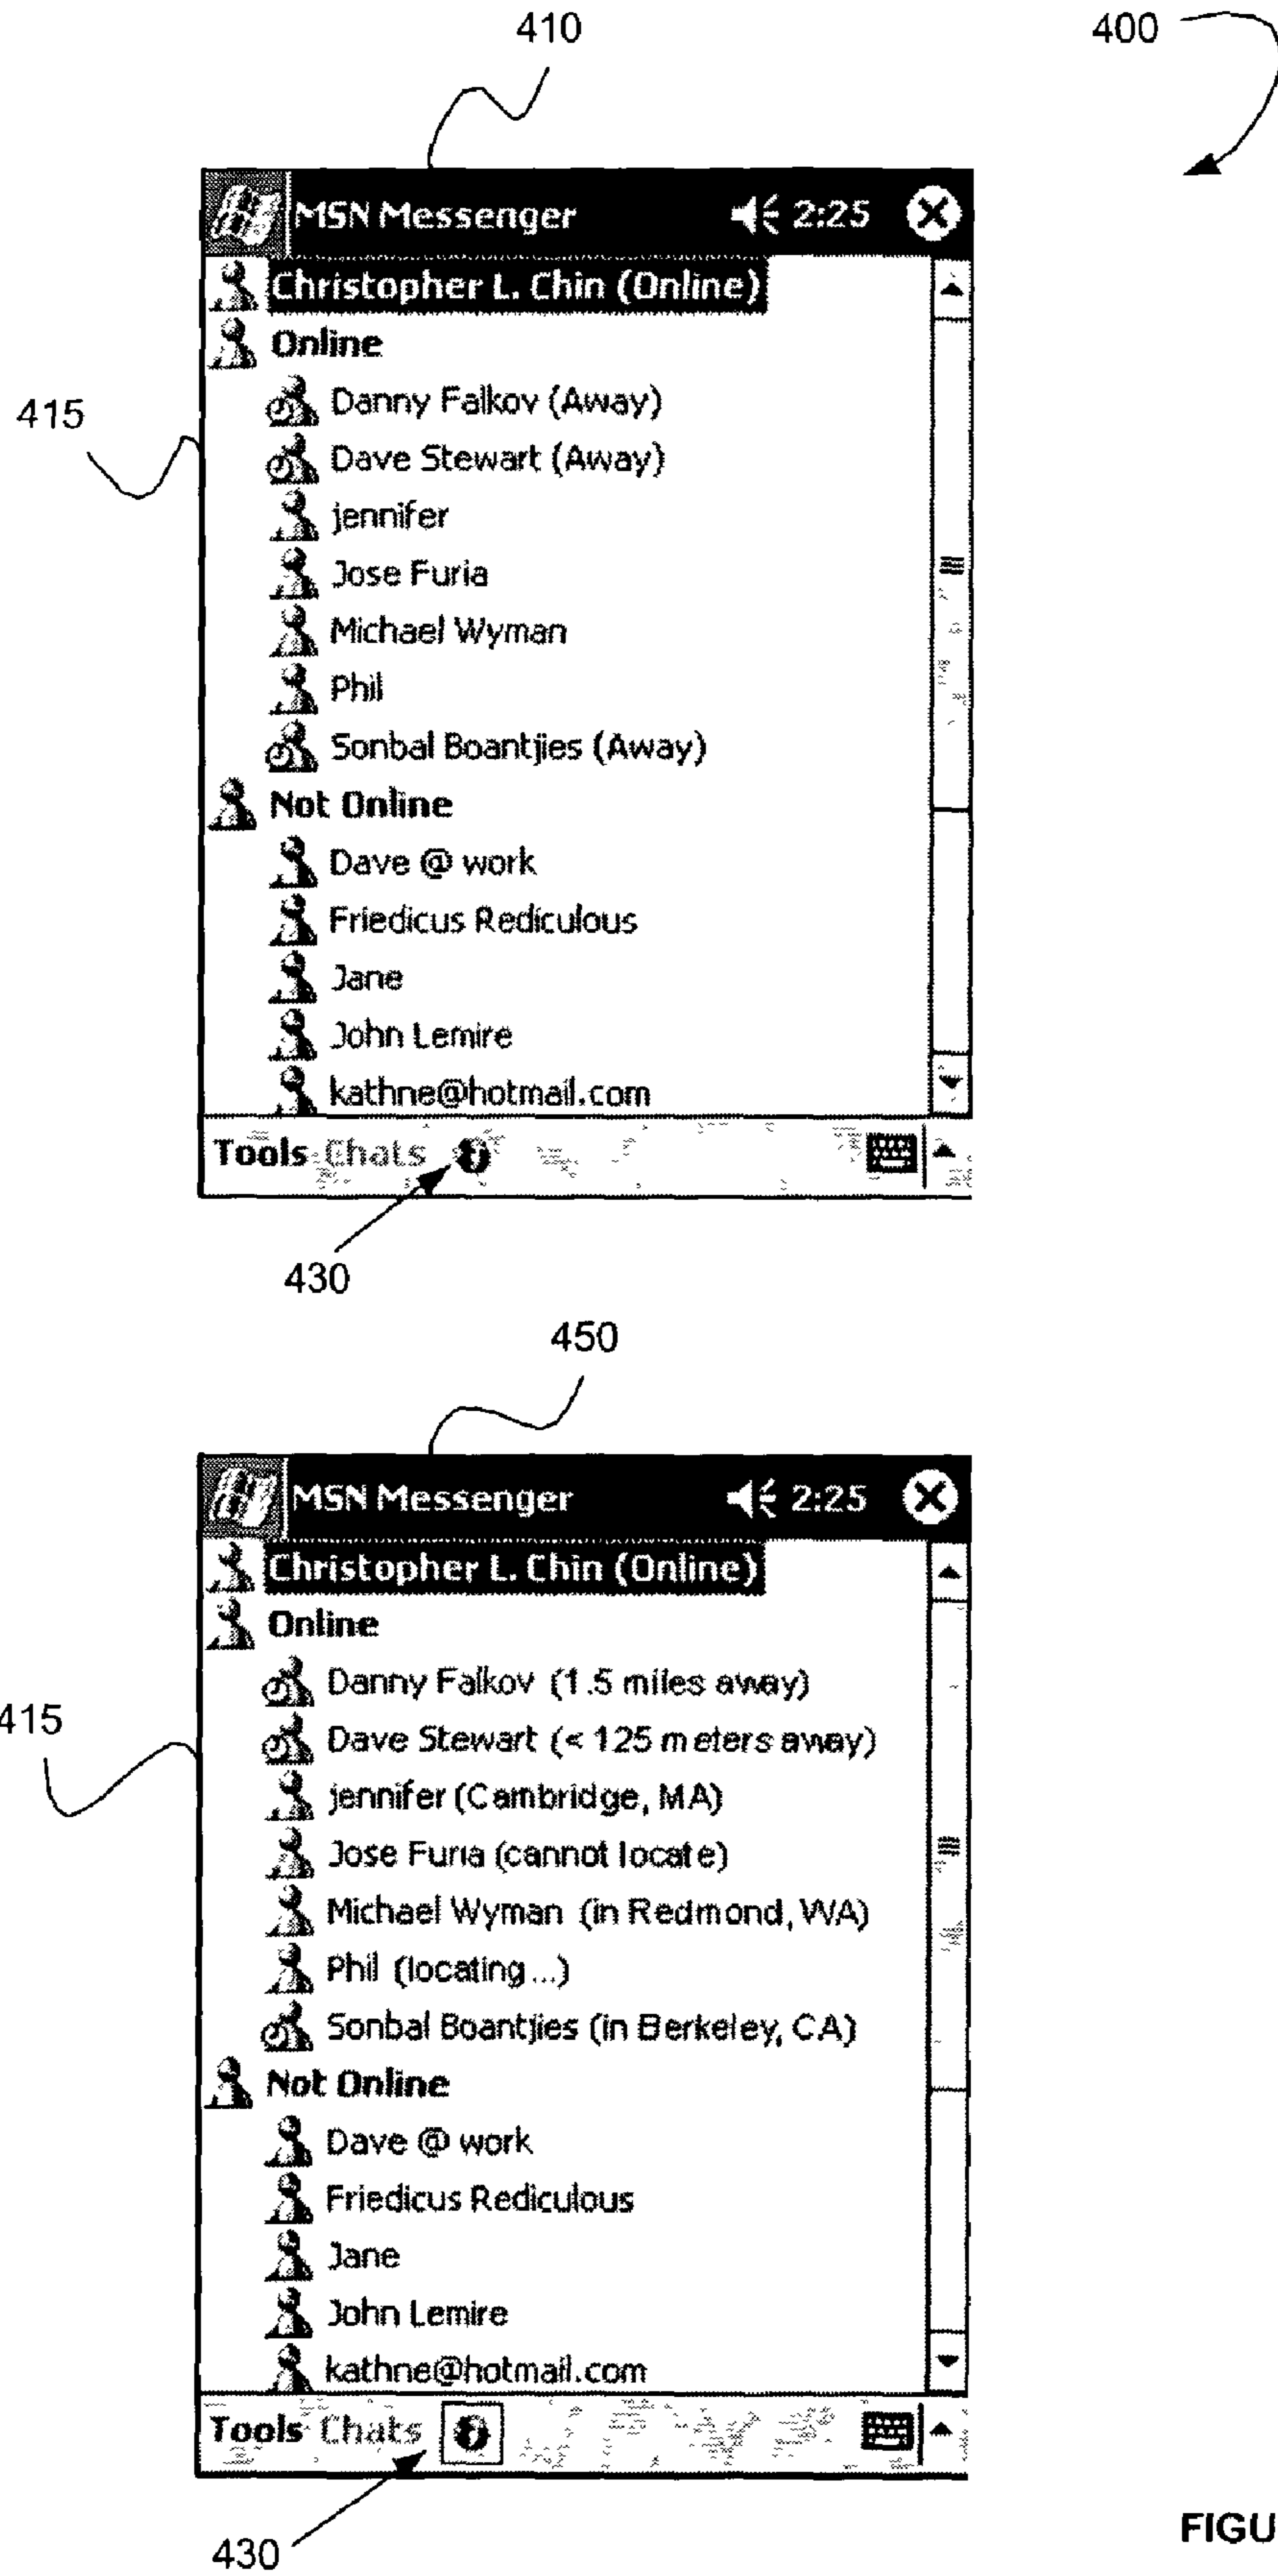 410
400
MSN Messenger 2:25
Christopher L. Chin (Online)
Online
415
Danny Falkov (Away)
Dave Stewart (Away)
jennifer
Jose Furia
Michael Wyman
Phil
Sonbal Boantjies (Away)
Not Online
Dave @ work
Friedicus Rediculous
Jane
John Lemire
kathne@hotmail.com
Tools Chats
430
450
MSN Messenger 2:25
Christopher L. Chin (Online)
Online
Danny Falkov (1.5 miles away)
415
Dave Stewart (< 125 meters away)
jennifer (Cambridge, MA)
Jose Furia (cannot locate)
Michael Wyman (in Redmond, WA)
Phil (locating...)
Sonbal Boantjies (in Berkeley, CA)
Not Online
Dave @ work
Friedicus Rediculous
Jane
John Lemire
kathne@hotmail.com
Tools Chats
430
FIGU